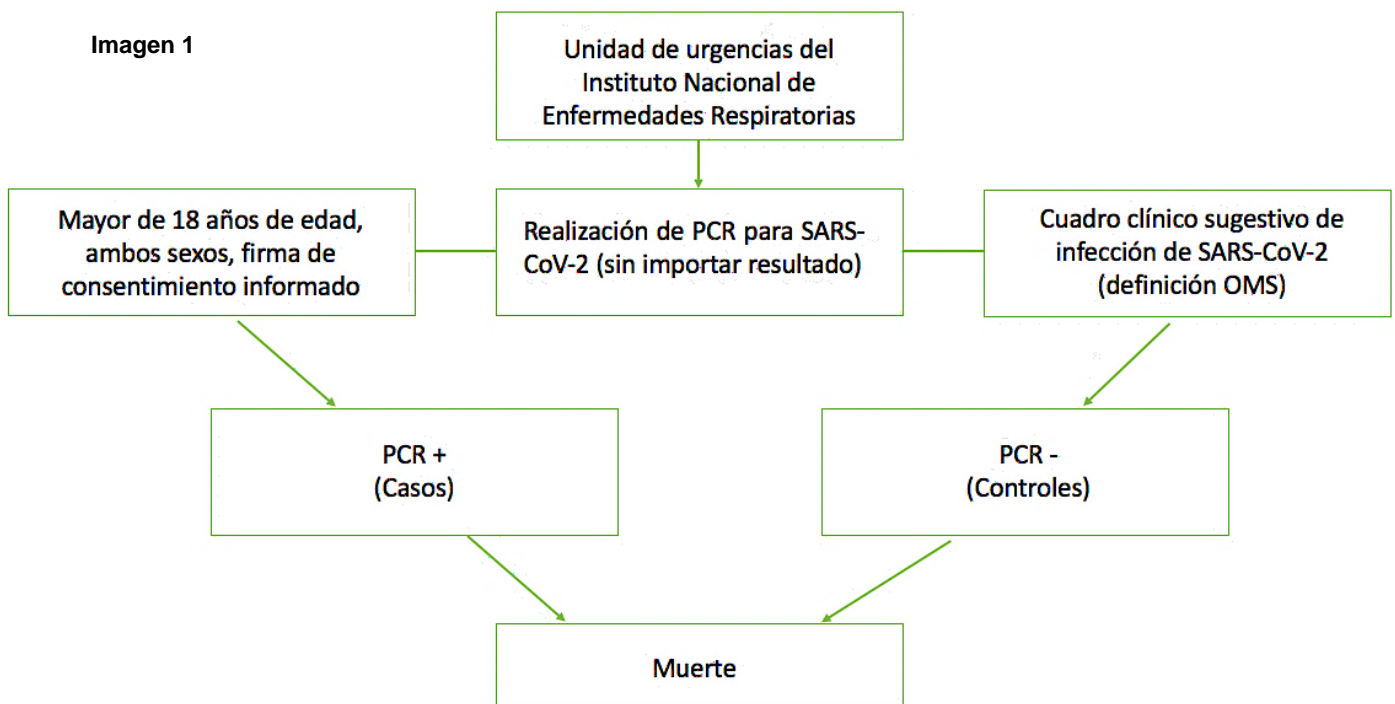 Imagen 1
Unidad de urgencias del
Instituto Nacional de
Enfermedades Respiratorias
Mayor de 18 años de edad,
ambos sexos, firma de
consentimiento informado
Realización de PCR para SARS-
CoV-2 (sin importar resultado)
Cuadro clínico sugestivo de
infección de SARS-CoV-2
(definición OMS)
PCR +
(Casos)
PCR -
(Controles)
Muerte